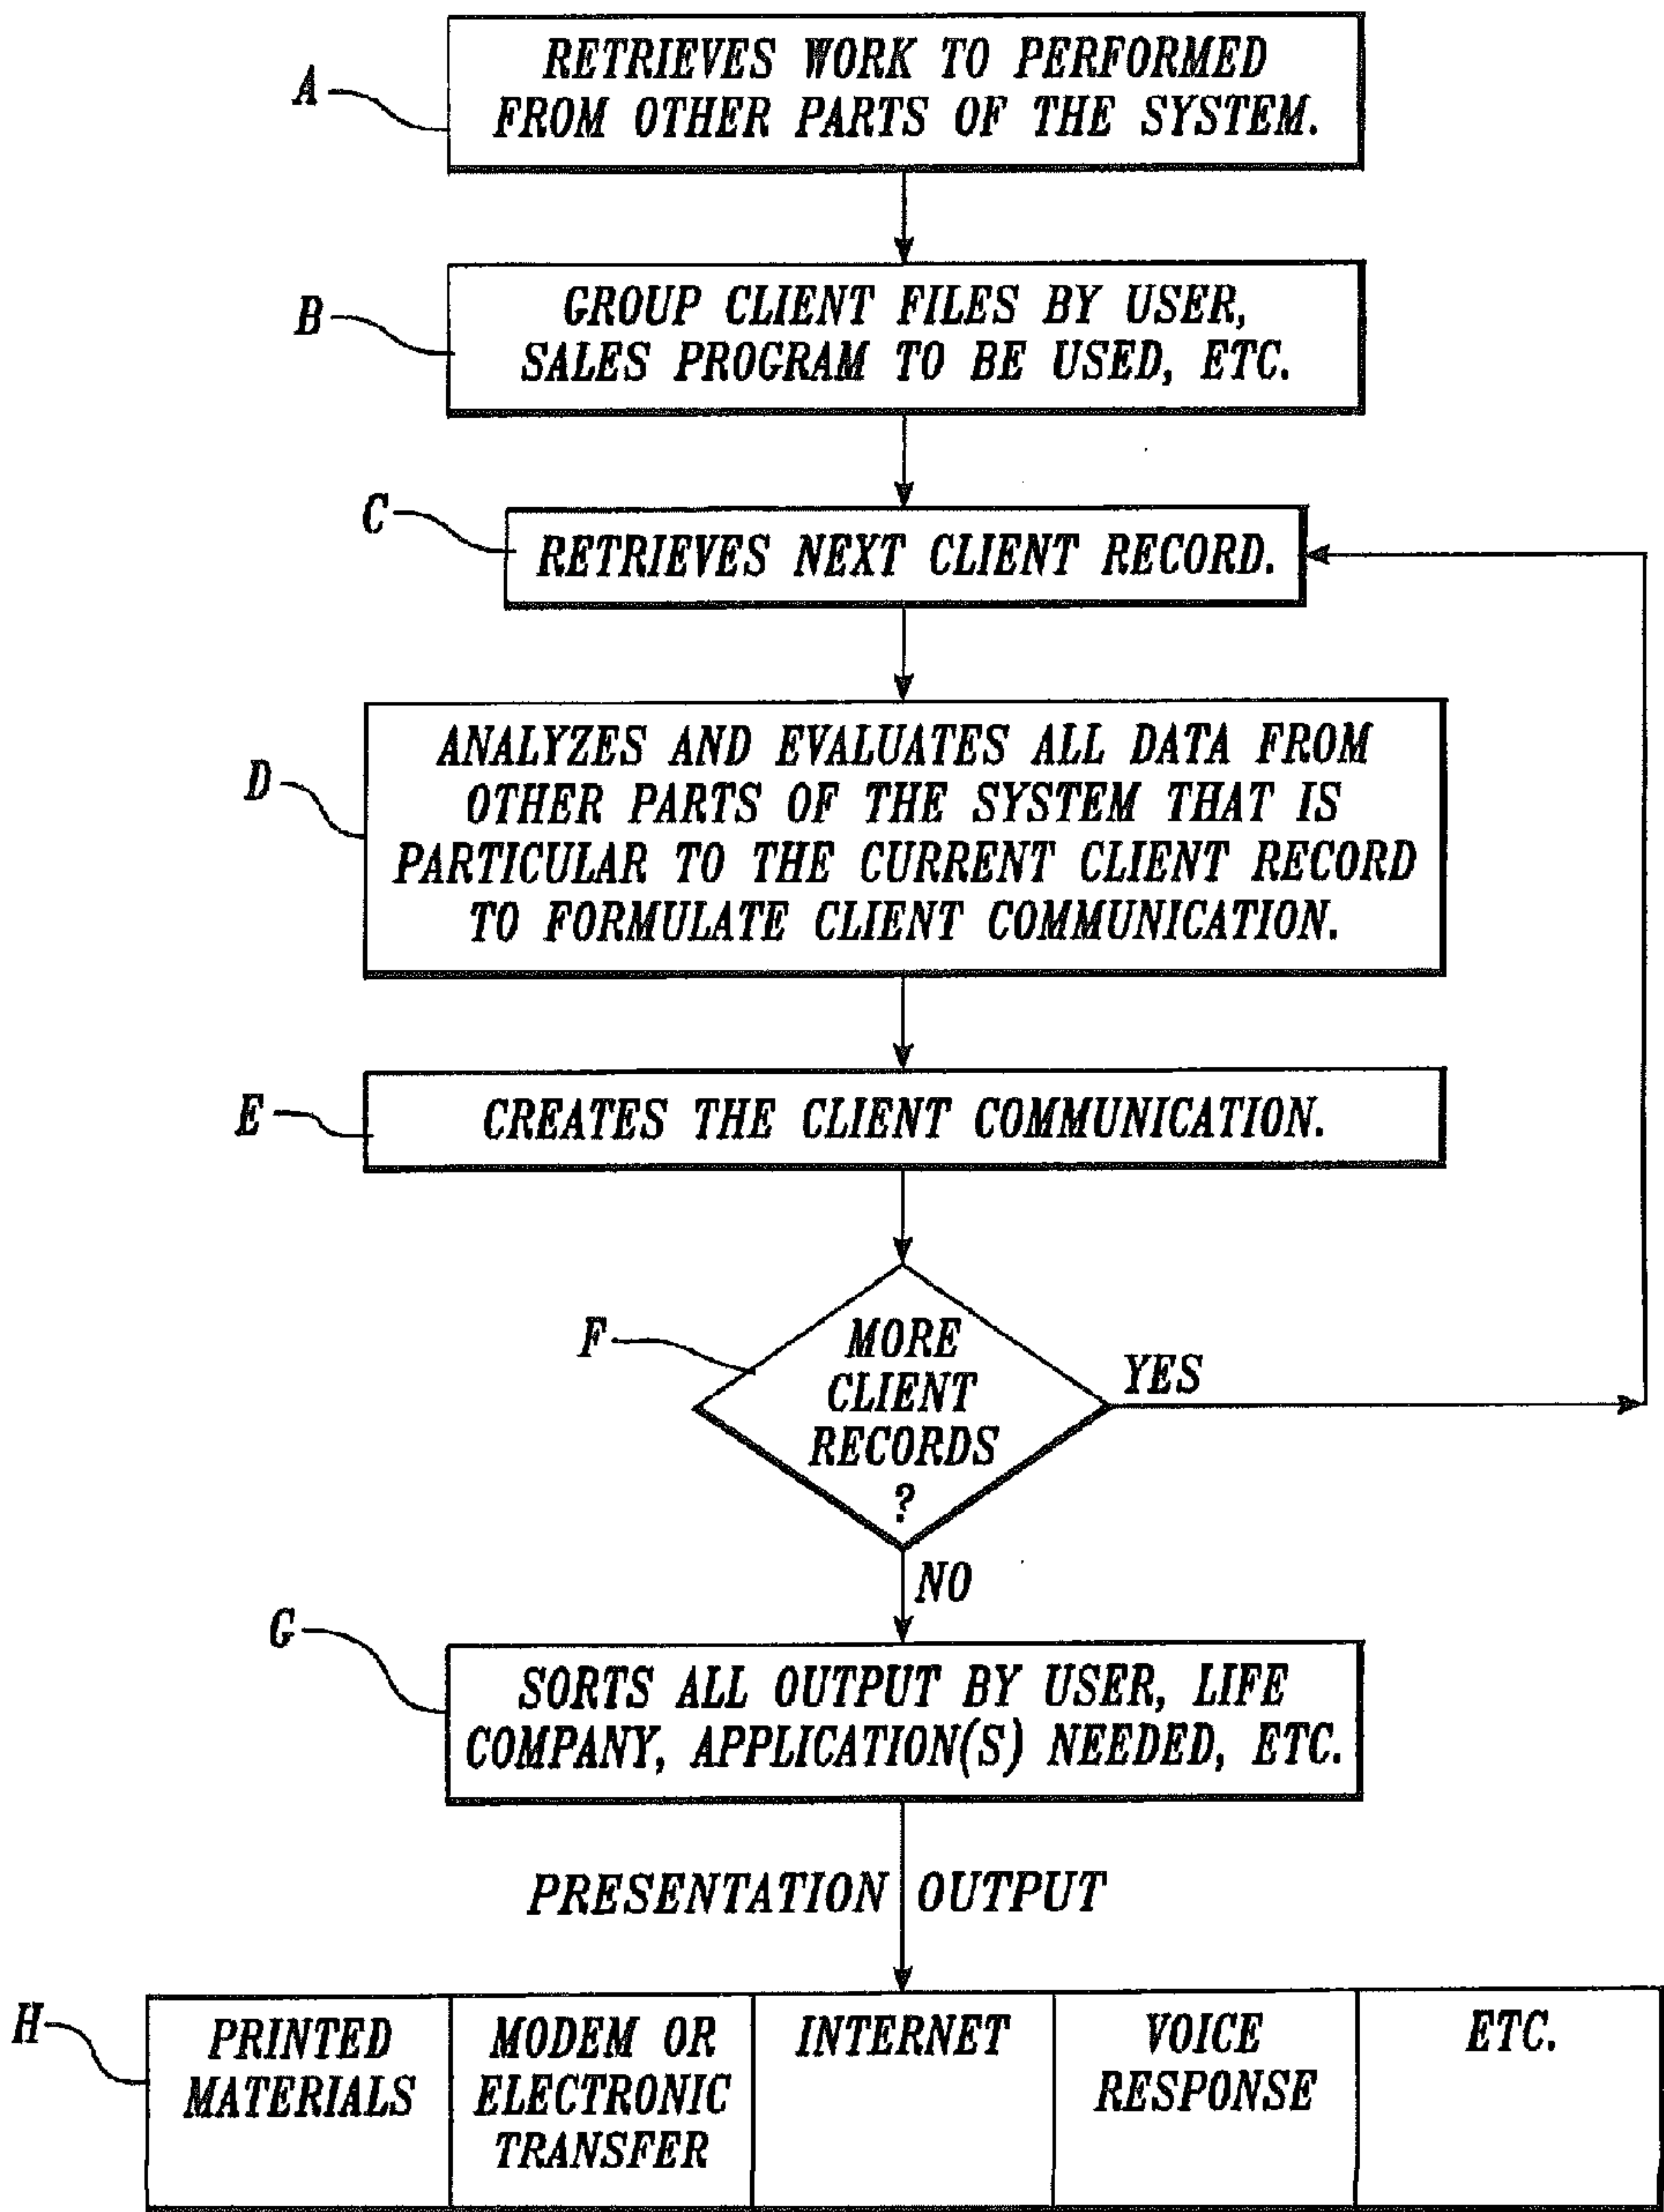 A
RETRIEVES WORK TO PERFORMED
FROM OTHER PARTS OF THE SYSTEM.
B
GROUP CLIENT FILES BY USER,
SALES PROGRAM TO BE USED, ETC.
C
RETRIEVES NEXT CLIENT RECORD.
D
ANALYZES AND EVALUATES ALL DATA FROM
OTHER PARTS OF THE SYSTEM THAT IS
PARTICULAR TO THE CURRENT CLIENT RECORD
TO FORMULATE CLIENT COMMUNICATION.
E
CREATES THE CLIENT COMMUNICATION.
F
MORE
CLIENT
RECORDS
?
YES
NO
G
SORTS ALL OUTPUT BY USER, LIFE
COMPANY, APPLICATION(S) NEEDED, ETC.
PRESENTATION OUTPUT
H
PRINTED
MATERIALS
MODEM OR
ELECTRONIC
TRANSFER
INTERNET
VOICE
RESPONSE
ETC.